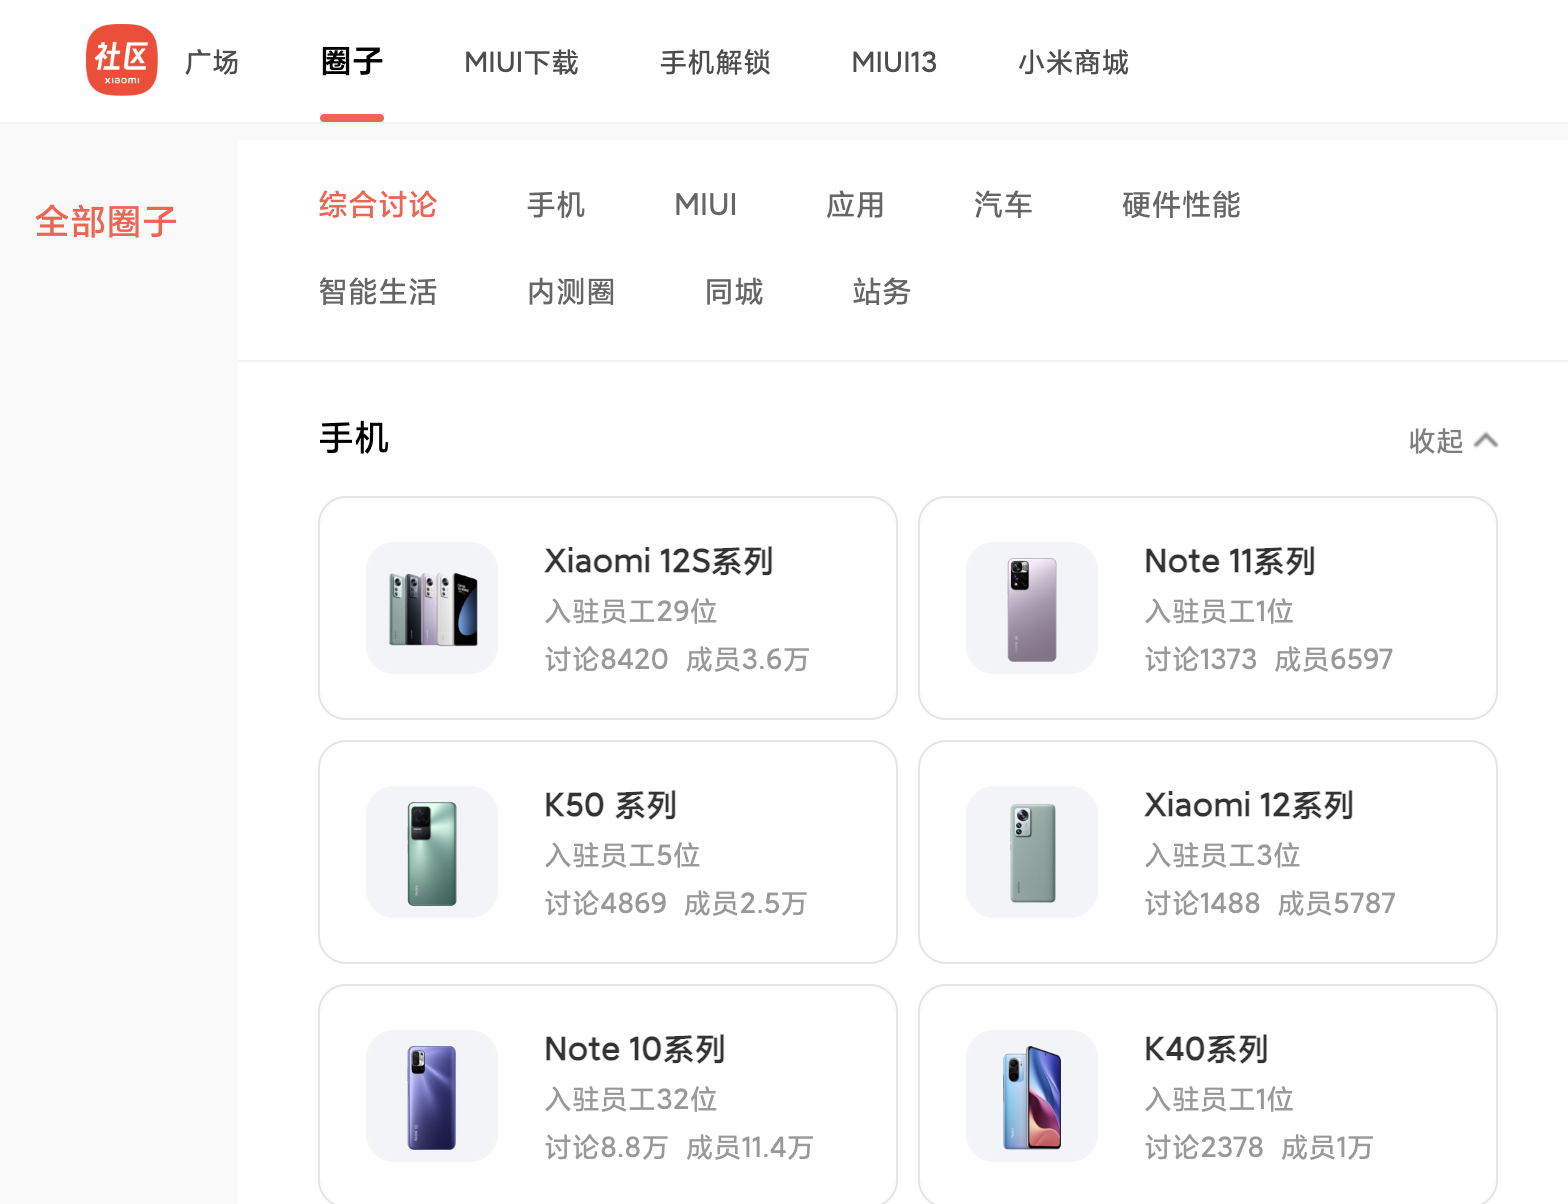 社区
xiaomi
广场 圈子 MIUI下载 手机解锁 MIUI13 小米商城
全部圈子
综合讨论 手机 MIUI 应用 汽车 硬件性能
智能生活 内测圈 同城 站务
手机 收起
Xiaomi 12S系列
入驻员工29位
讨论8420 成员3.6万
Note 11系列
入驻员工1位
讨论1373 成员6597
K50 系列
入驻员工5位
讨论4869 成员2.5万
Xiaomi 12系列
入驻员工3位
讨论1488 成员5787
Note 10系列
入驻员工32位
讨论8.8万 成员11.4万
K40系列
入驻员工1位
讨论2378 成员1万